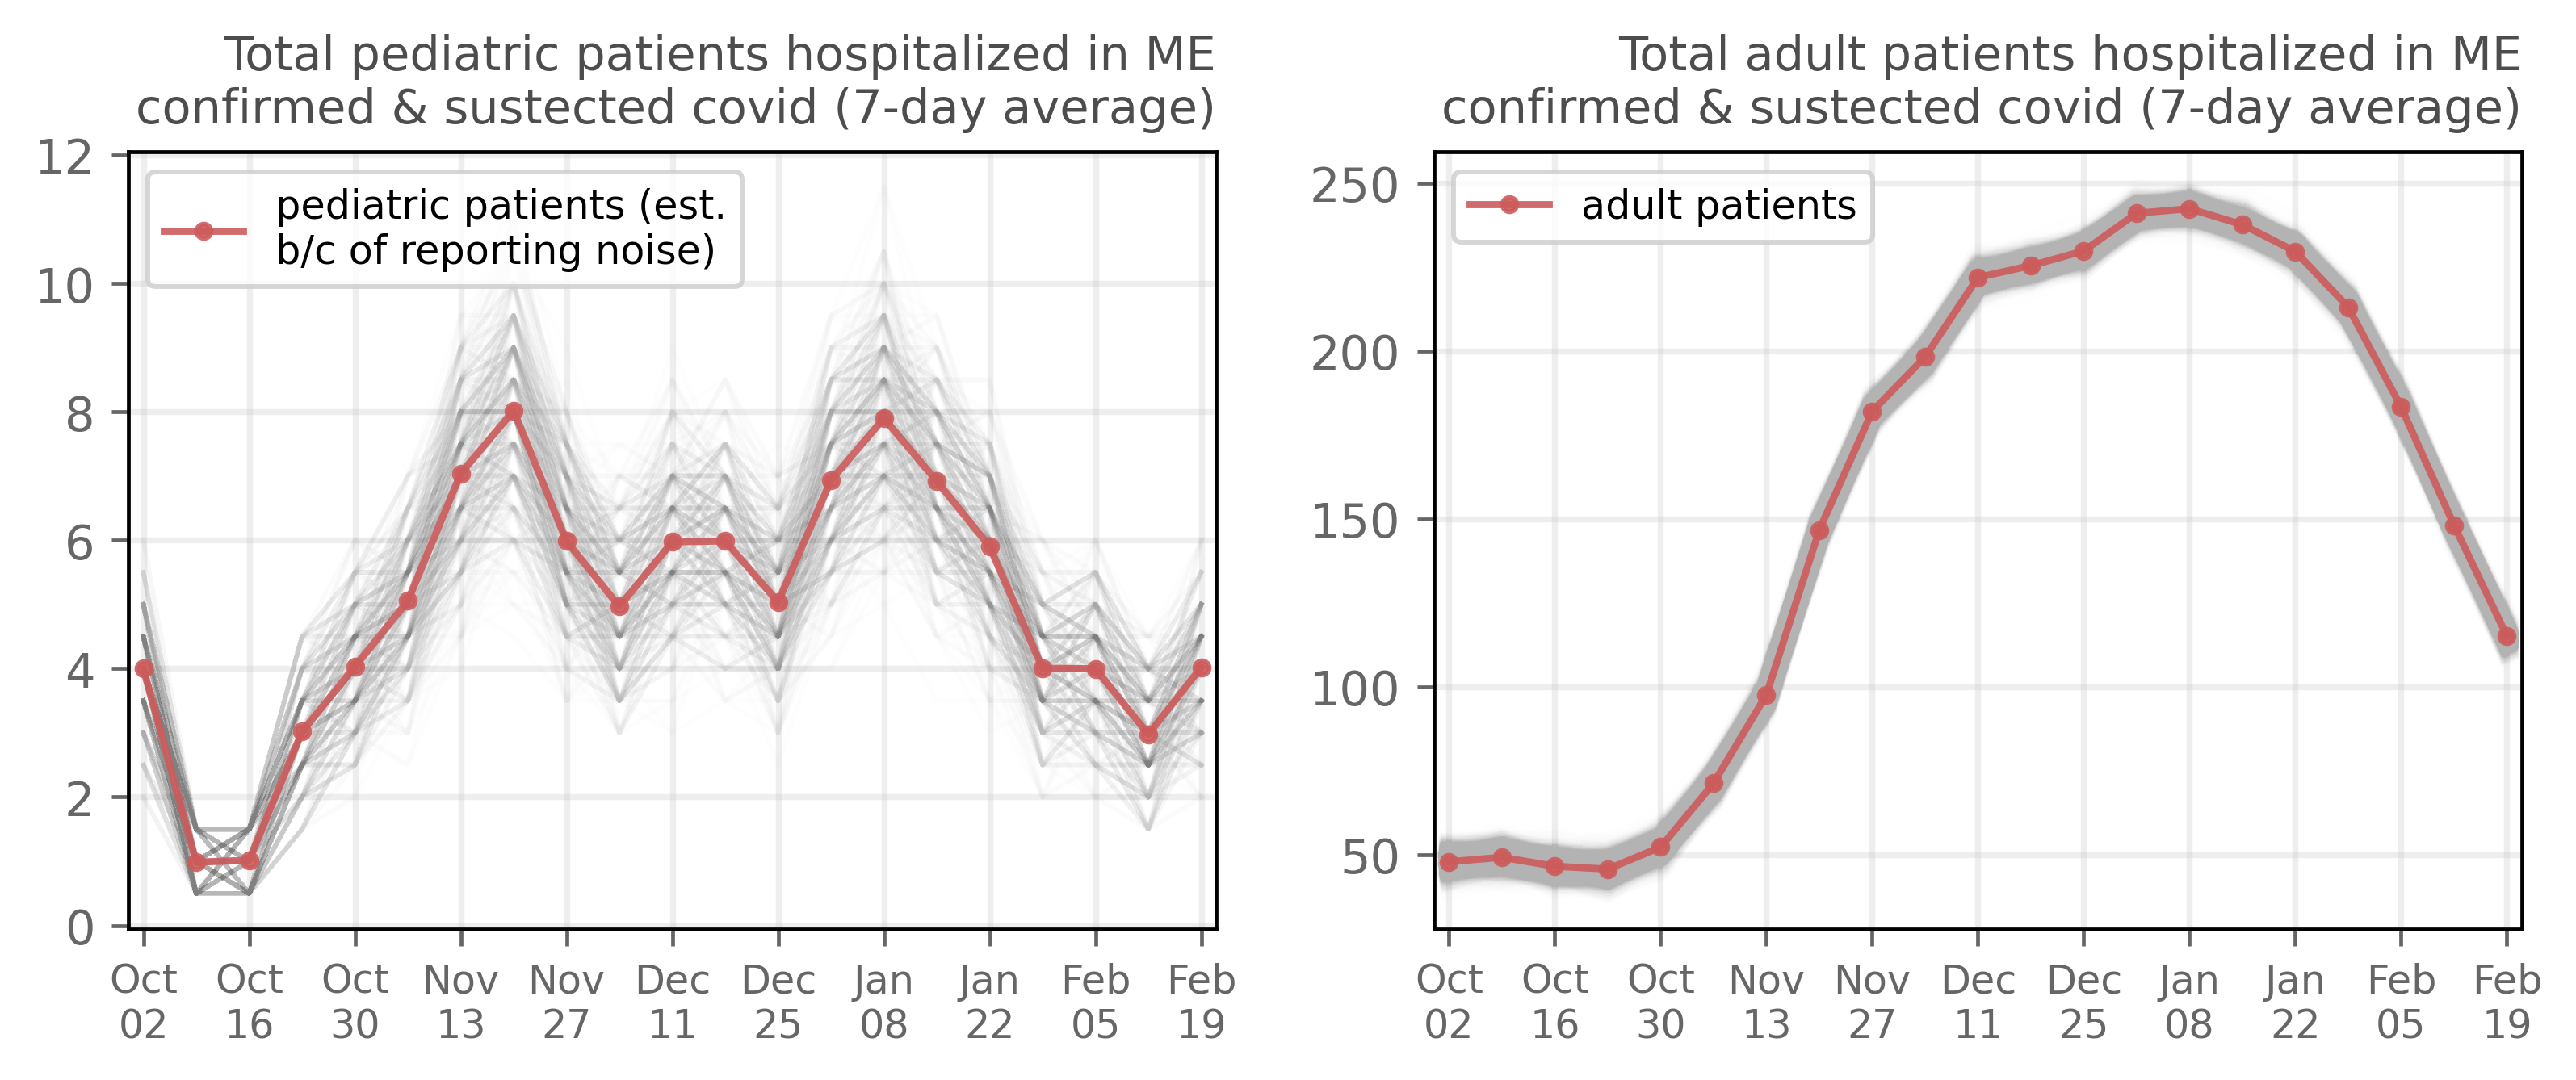 Total pediatric patients hospitalized in ME
confirmed & sustected covid (7-day average)
12
10
8
6
4
2
0
pediatric patients (est.
b/c of reporting noise)
Oct Oct Oct Nov Nov Dec Dec Jan Jan Feb Feb
02 16 30 13 27 11 25 08 22 05 19
Total adult patients hospitalized in ME
confirmed & sustected covid (7-day average)
250
200
150
100
50
adult patients
Oct Oct Oct Nov Nov Dec Dec Jan Jan Feb Feb
02 16 30 13 27 11 25 08 22 05 19